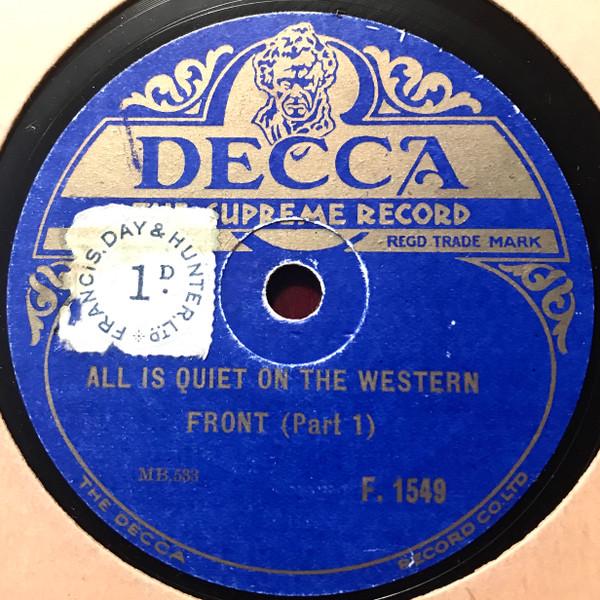 DECCA
SUPREME RECORD
REGD TRADE MARK
FRANCIS. DAY & HUNTER LTD
1D.
ALL IS QUIET ON THE WESTERN
FRONT (Part 1)
MB.533
F. 1549
THE DECCA RECORD CO. LTD